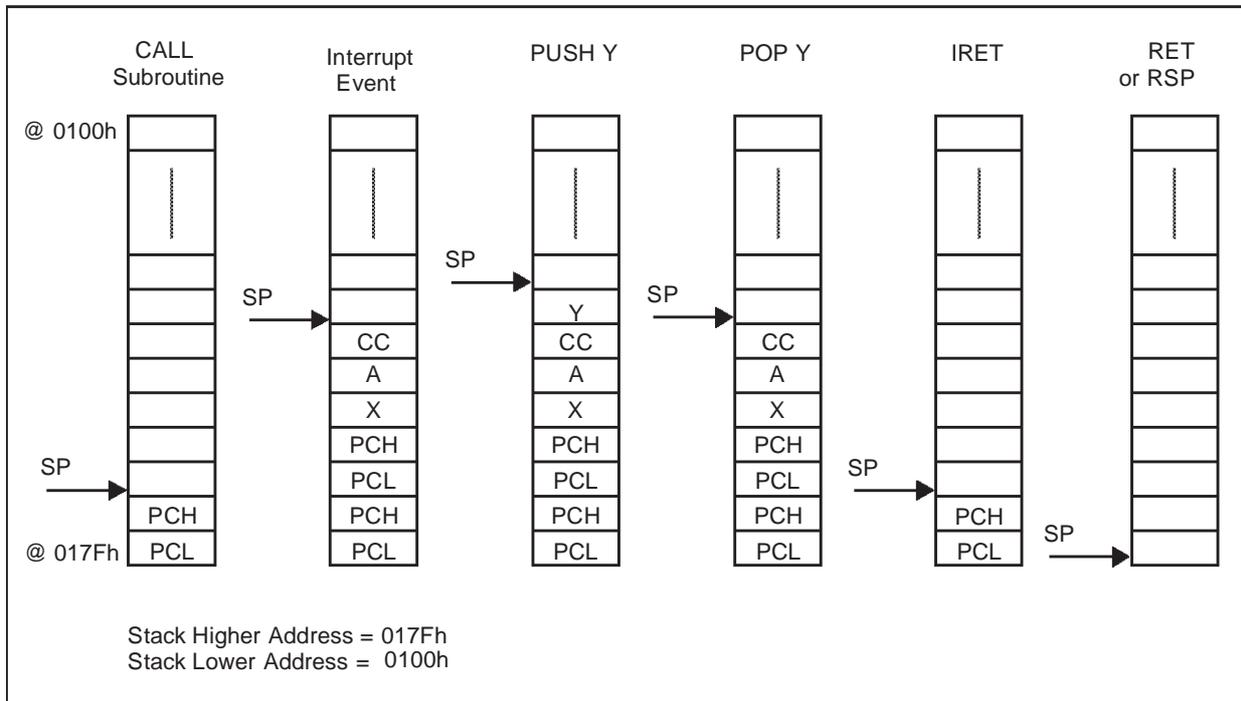 CALL
Subroutine
Interrupt
Event
PUSH Y
POP Y
IRET
RET
or RSP
@ 0100h
SP
SP
SP
Y
CC
CC
CC
A
A
A
X
X
X
PCH
PCH
PCH
SP
SP
PCL
PCL
PCL
PCH
PCH
PCH
PCH
PCH
SP
@ 017Fh
PCL
PCL
PCL
PCL
PCL
Stack Higher Address = 017Fh
Stack Lower Address = 0100h